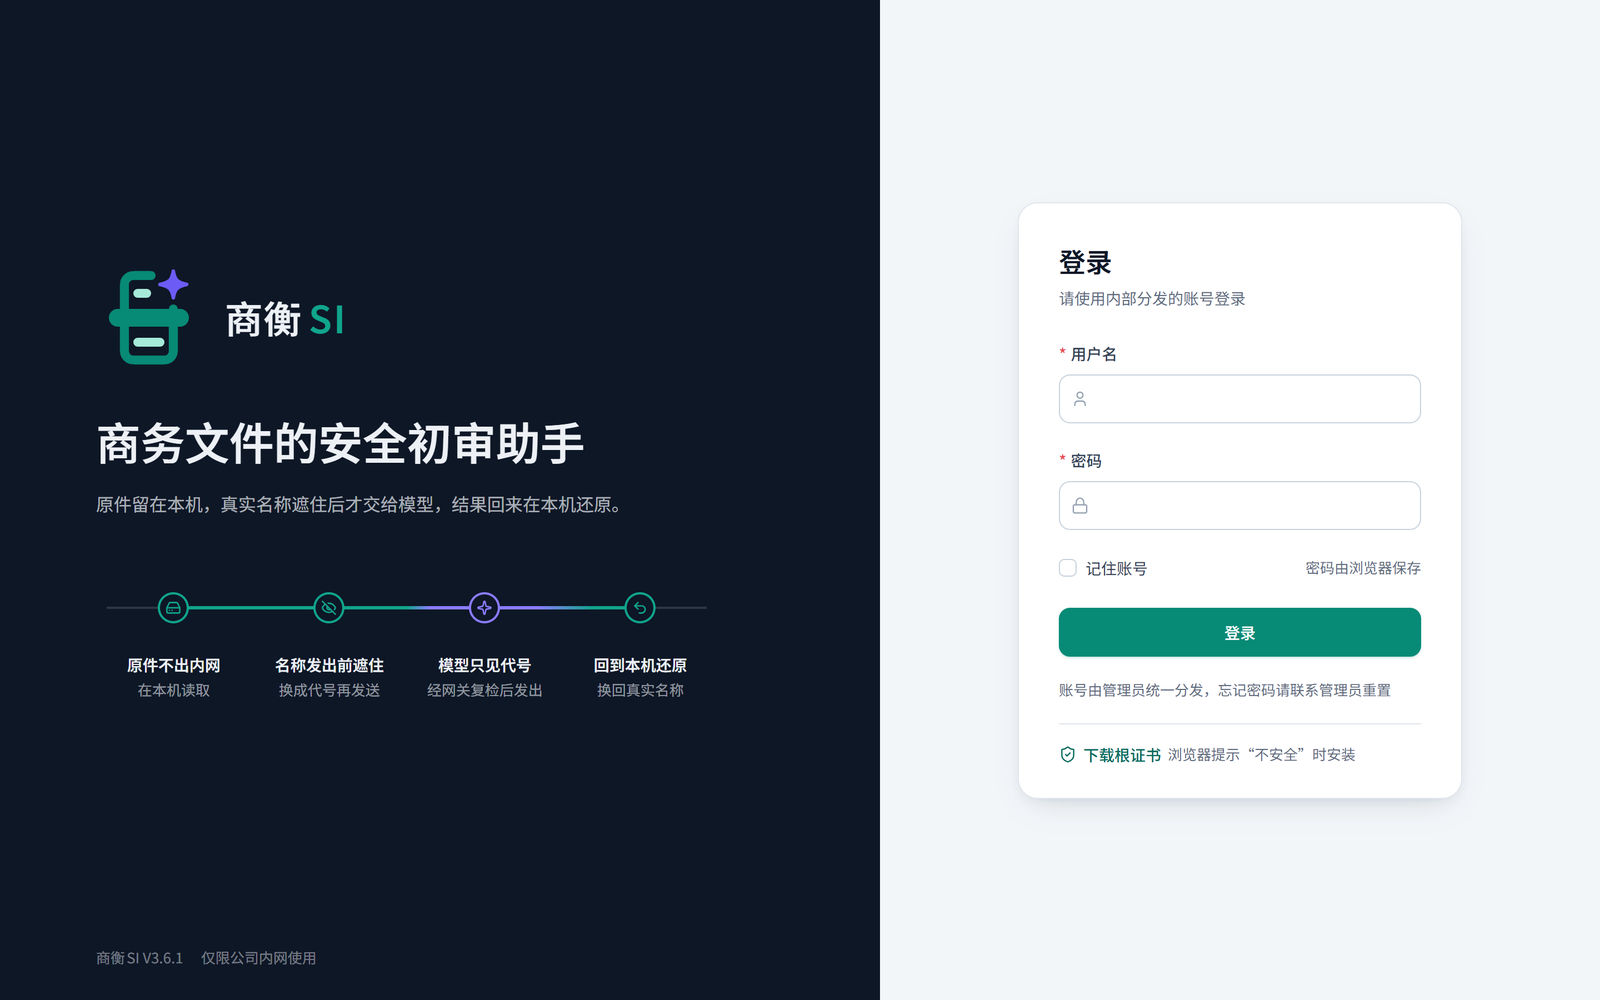 商衡 SI
商务文件的安全初审助手
原件留在本机，真实名称遮住后才交给模型，结果回来在本机还原。
原件不出内网
在本机读取
名称发出前遮住
换成代号再发送
模型只见代号
经网关复检后发出
回到本机还原
换回真实名称
商衡 SI V3.6.1 仅限公司内网使用
登录
请使用内部分发的账号登录
* 用户名
* 密码
记住账号 密码由浏览器保存
登录
账号由管理员统一分发，忘记密码请联系管理员重置
下载根证书 浏览器提示“不安全”时安装